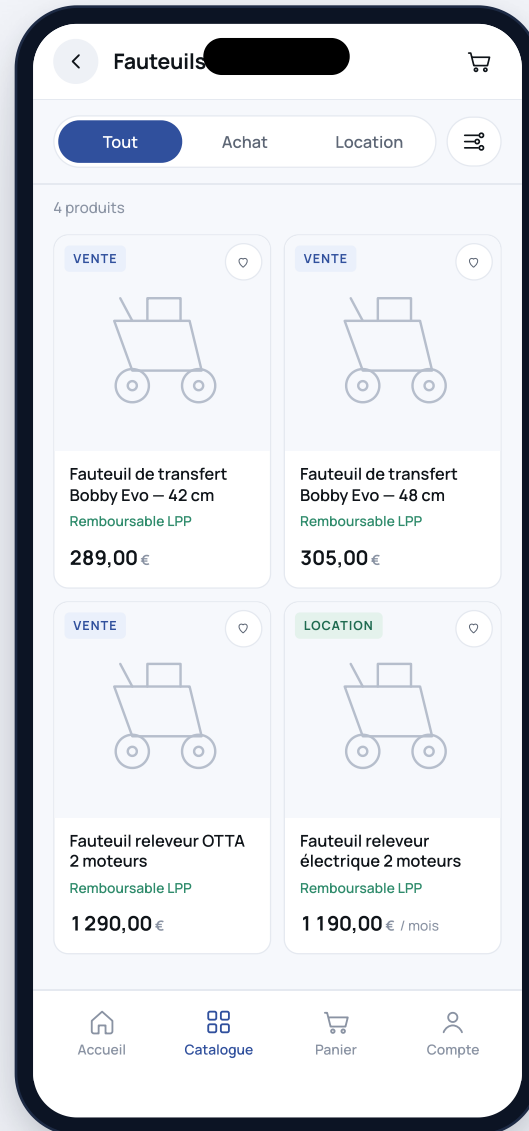 Fauteuils
Tout
Achat
Location
4 produits
VENTE
Fauteuil de transfert
Bobby Evo — 42 cm
Remboursable LPP
289,00 €
VENTE
Fauteuil de transfert
Bobby Evo — 48 cm
Remboursable LPP
305,00 €
VENTE
Fauteuil releveur OTTA
2 moteurs
Remboursable LPP
1 290,00 €
LOCATION
Fauteuil releveur
électrique 2 moteurs
Remboursable LPP
1 190,00 € / mois
Accueil
Catalogue
Panier
Compte